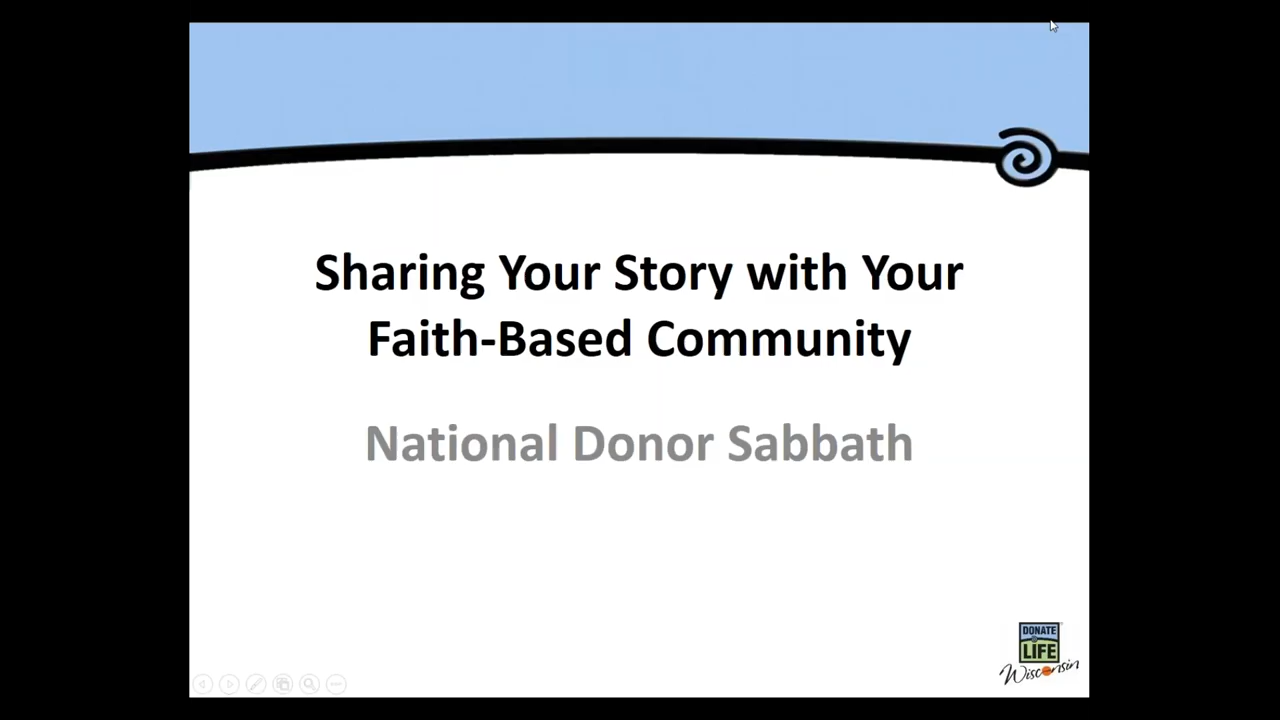 Sharing Your Story with Your
Faith-Based Community
National Donor Sabbath
DONATE
LIFE
Wisconsin